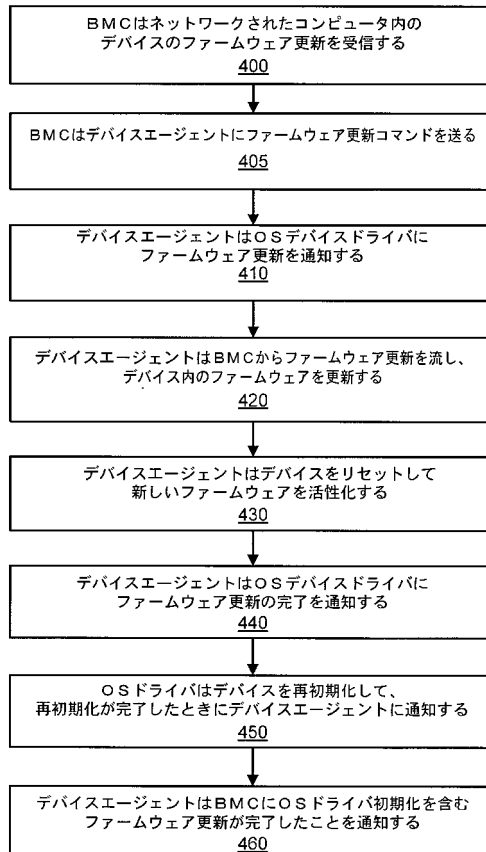 BMCはネットワークされたコンピュータ内の
デバイスのファームウェア更新を受信する
400
BMCはデバイスエージェントにファームウェア更新コマンドを送る
405
デバイスエージェントはOSデバイスドライバに
ファームウェア更新を通知する
410
デバイスエージェントはBMCからファームウェア更新を流し、
デバイス内のファームウェアを更新する
420
デバイスエージェントはデバイスをリセットして
新しいファームウェアを活性化する
430
デバイスエージェントはOSデバイスドライバに
ファームウェア更新の完了を通知する
440
OSドライバはデバイスを再初期化して、
再初期化が完了したときにデバイスエージェントに通知する
450
デバイスエージェントはBMCにOSドライバ初期化を含む
ファームウェア更新が完了したことを通知する
460